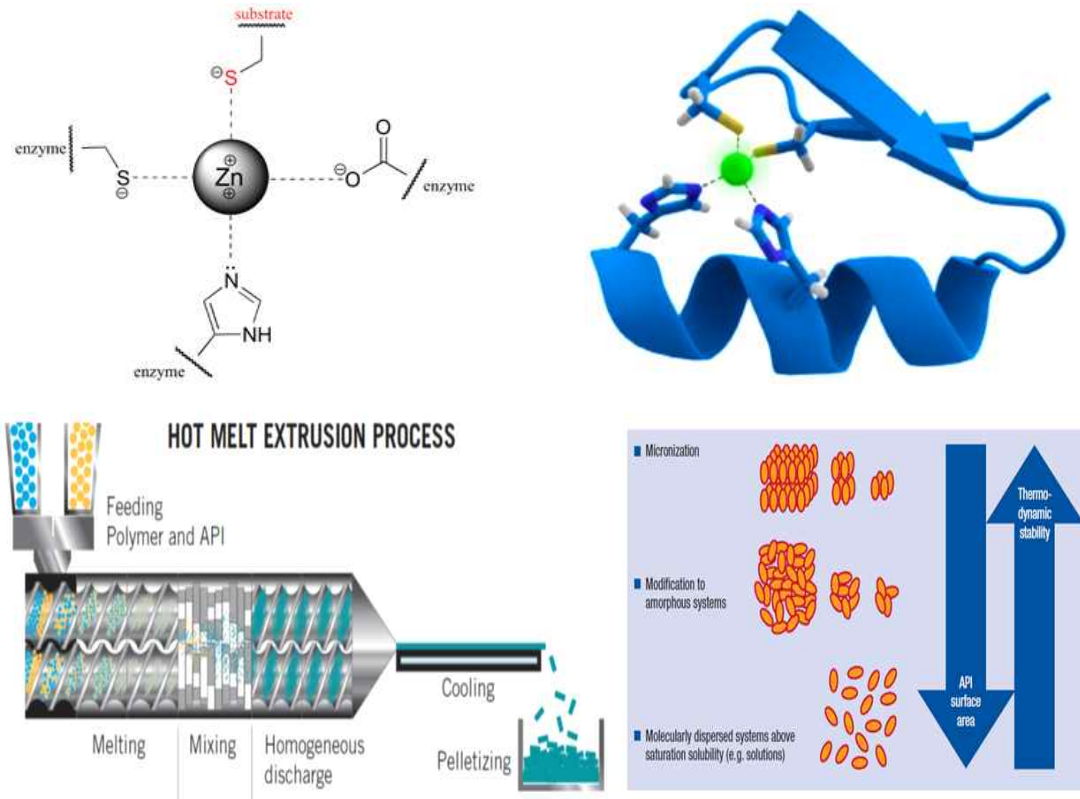 substrate
⊖S
enzyme
S
⊖
Zn
⊕
⊕
O
⊖O
enzyme
N
NH
enzyme
HOT MELT EXTRUSION PROCESS
Feeding
Polymer and API
Melting
Mixing
Homogeneous
discharge
Cooling
Pelletizing
Micronization
Modification to
amorphous systems
Molecularly dispersed systems above
saturation solubility (e.g. solutions)
API
surface
area
Thermo-
dynamic
stability